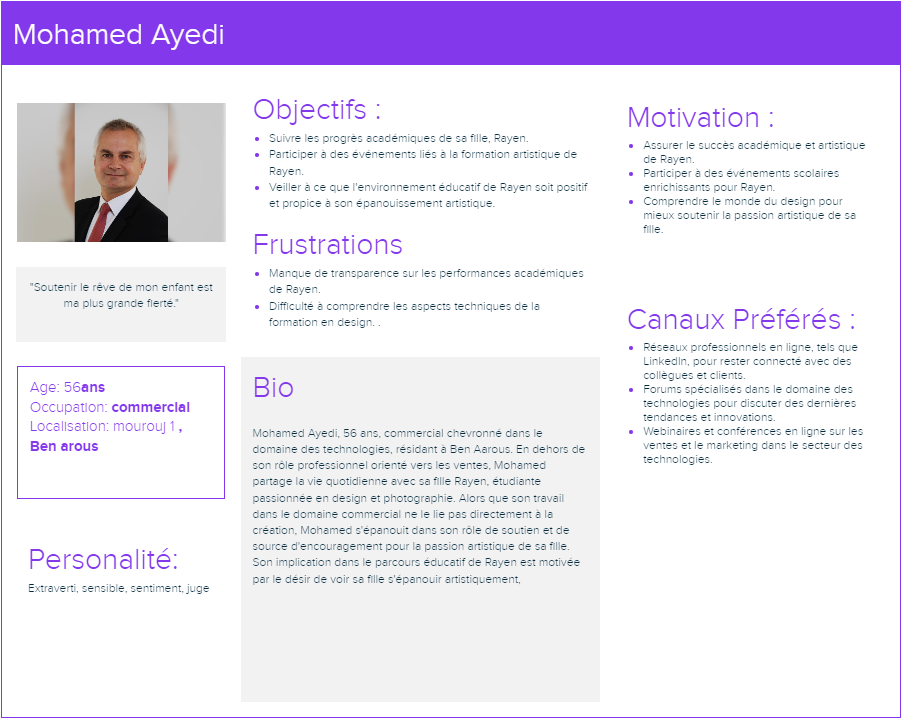 Mohamed Ayedi
"Soutenir le rêve de mon enfant est
ma plus grande fierté."
Age: 56ans
Occupation: commercial
Localisation: mourouj 1 ,
Ben arous
Personalité:
Extraverti, sensible, sentiment, juge
Objectifs :
Suivre les progrès académiques de sa fille, Rayen.
Participer à des événements liés à la formation artistique de
Rayen.
Veiller à ce que l'environnement éducatif de Rayen soit positif
et propice à son épanouissement artistique.
Frustrations
Manque de transparence sur les performances académiques
de Rayen.
Difficulté à comprendre les aspects techniques de la
formation en design. .
Bio
Mohamed Ayedi, 56 ans, commercial chevronné dans le
domaine des technologies, résidant à Ben Aarous. En dehors de
son rôle professionnel orienté vers les ventes, Mohamed
partage la vie quotidienne avec sa fille Rayen, étudiante
passionnée en design et photographie. Alors que son travail
dans le domaine commercial ne le lie pas directement à la
création, Mohamed s'épanouit dans son rôle de soutien et de
source d'encouragement pour la passion artistique de sa fille.
Son implication dans le parcours éducatif de Rayen est motivée
par le désir de voir sa fille s'épanouir artistiquement,
Motivation :
Assurer le succès académique et artistique
de Rayen.
Participer à des événements scolaires
enrichissants pour Rayen.
Comprendre le monde du design pour
mieux soutenir la passion artistique de sa
fille.
Canaux Préférés :
Réseaux professionnels en ligne, tels que
LinkedIn, pour rester connecté avec des
collègues et clients.
Forums spécialisés dans le domaine des
technologies pour discuter des dernières
tendances et innovations.
Webinaires et conférences en ligne sur les
ventes et le marketing dans le secteur des
technologies.